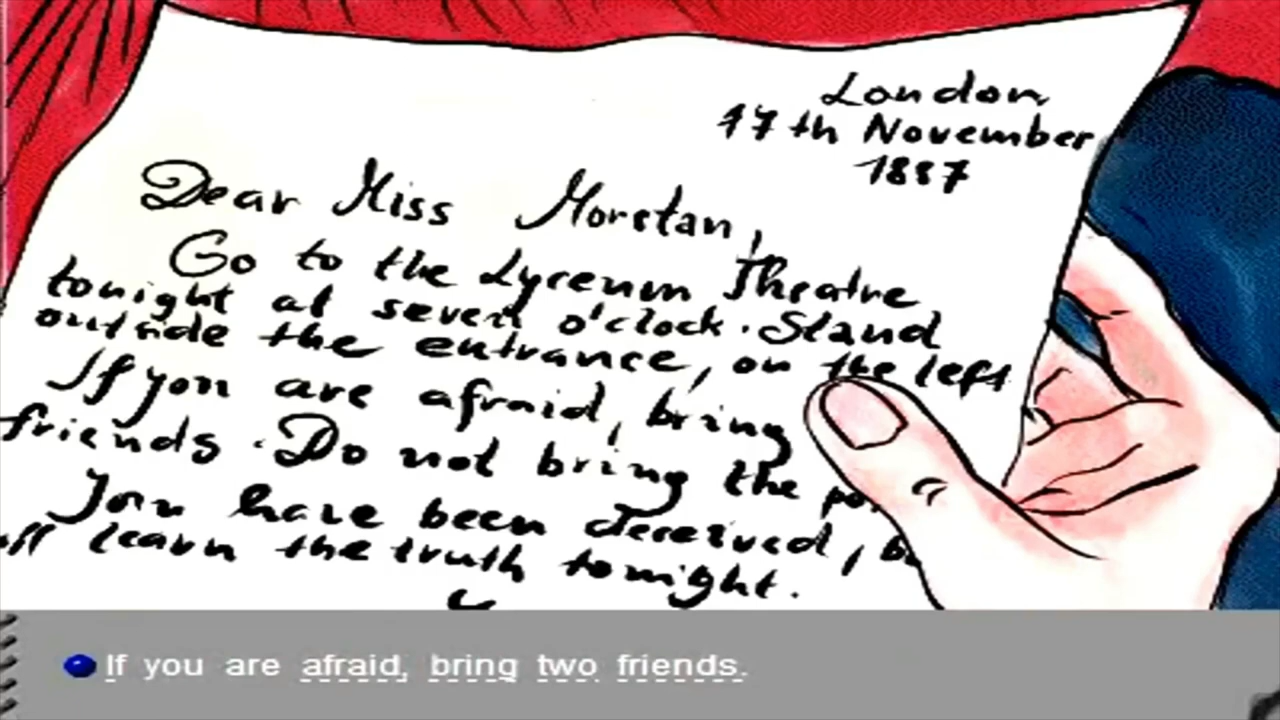 London
17th November
1887
Dear Miss Morstan,
Go to the Lyceum Theatre
tonight at seven o'clock. Stand
outside the entrance, on the left
If you are afraid, bring
friends. Do not bring the
You have been deceived,
learn the truth tonight.
If you are afraid, bring two friends.